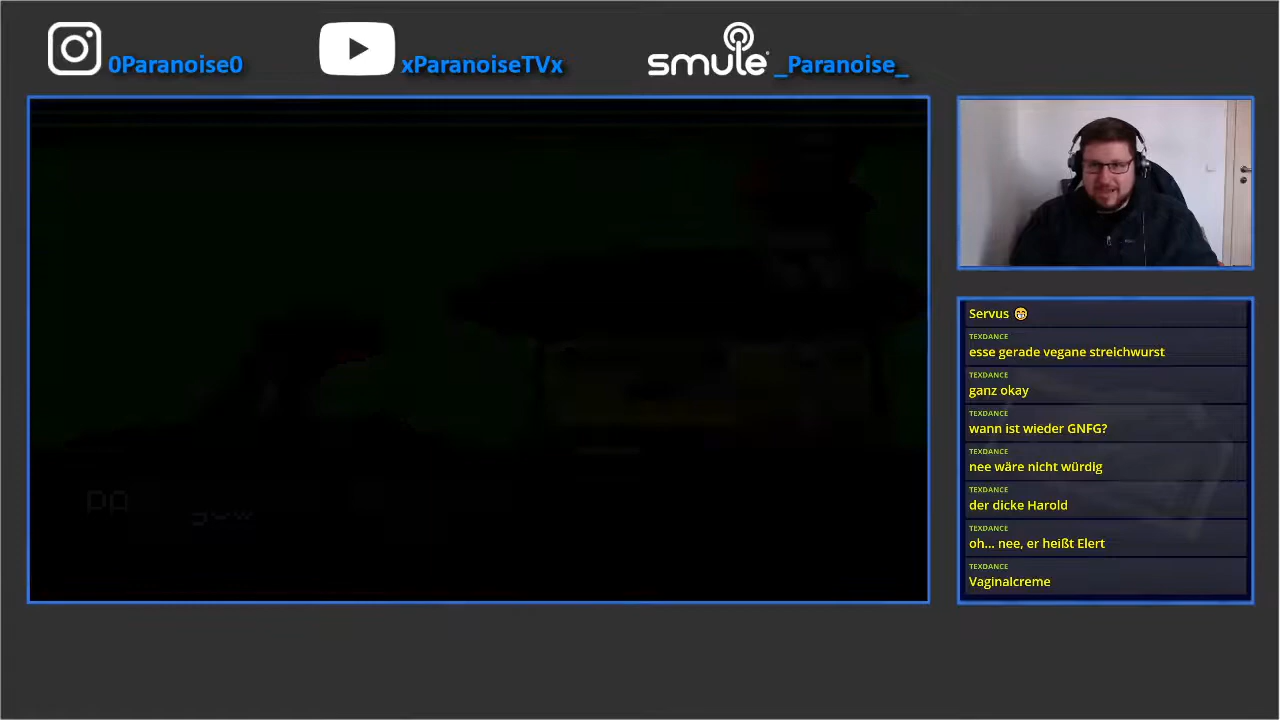 0Paranoise0
xParanoiseTVx
smule _Paranoise_
Servus 😁
TEXDANCE
esse gerade vegane streichwurst
TEXDANCE
ganz okay
TEXDANCE
wann ist wieder GNFG?
TEXDANCE
nee wäre nicht würdig
TEXDANCE
der dicke Harold
TEXDANCE
oh... nee, er heißt Elert
TEXDANCE
Vaginalcreme